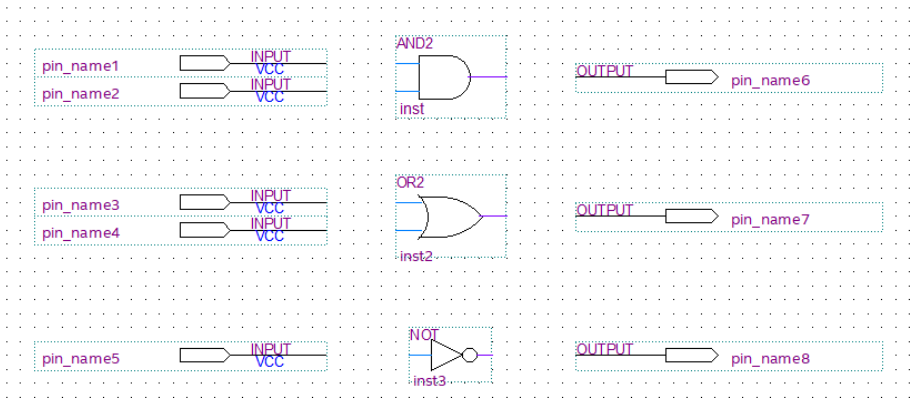 AND2
pin_name1 INPUT VCC
pin_name2 INPUT VCC
OUTPUT pin_name6
inst
OR2
pin_name3 INPUT VCC
pin_name4 INPUT VCC
OUTPUT pin_name7
inst2
NOT
pin_name5 INPUT VCC
OUTPUT pin_name8
inst3